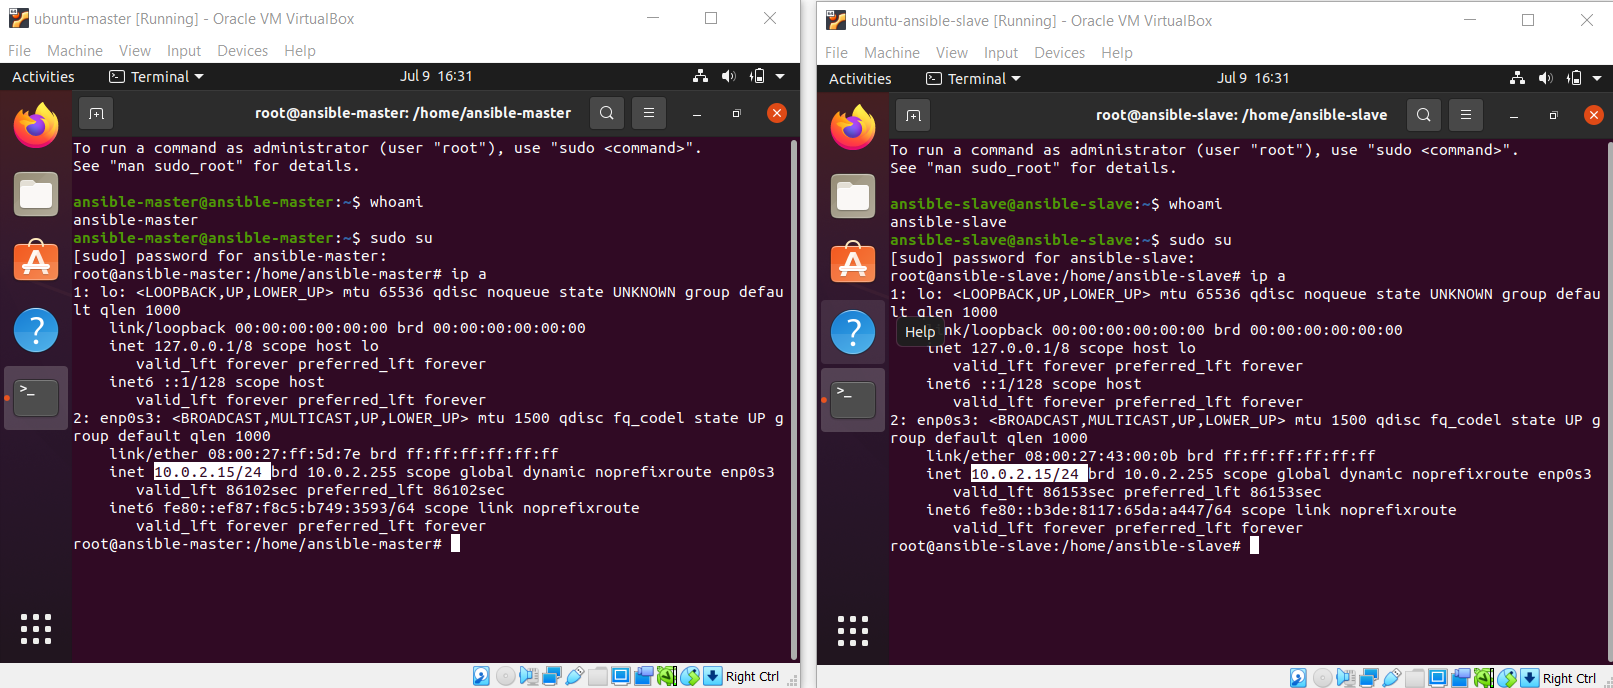 ubuntu-master [Running] - Oracle VM VirtualBox
File Machine View Input Devices Help
Activities Terminal Jul 9 16:31
root@ansible-master: /home/ansible-master
To run a command as administrator (user "root"), use "sudo <command>".
See "man sudo_root" for details.
ansible-master@ansible-master:~$ whoami
ansible-master
ansible-master@ansible-master:~$ sudo su
[sudo] password for ansible-master:
root@ansible-master:/home/ansible-master# ip a
1: lo: <LOOPBACK,UP,LOWER_UP> mtu 65536 qdisc noqueue state UNKNOWN group defau
lt qlen 1000
link/loopback 00:00:00:00:00:00 brd 00:00:00:00:00:00
inet 127.0.0.1/8 scope host lo
valid_lft forever preferred_lft forever
inet6 ::1/128 scope host
valid_lft forever preferred_lft forever
2: enp0s3: <BROADCAST,MULTICAST,UP,LOWER_UP> mtu 1500 qdisc fq_codel state UP g
roup default qlen 1000
link/ether 08:00:27:ff:5d:7e brd ff:ff:ff:ff:ff:ff
inet 10.0.2.15/24 brd 10.0.2.255 scope global dynamic noprefixroute enp0s3
valid_lft 86102sec preferred_lft 86102sec
inet6 fe80::ef87:f8c5:b749:3593/64 scope link noprefixroute
valid_lft forever preferred_lft forever
root@ansible-master:/home/ansible-master#
Right Ctrl
ubuntu-ansible-slave [Running] - Oracle VM VirtualBox
File Machine View Input Devices Help
Activities Terminal Jul 9 16:31
root@ansible-slave: /home/ansible-slave
To run a command as administrator (user "root"), use "sudo <command>".
See "man sudo_root" for details.
ansible-slave@ansible-slave:~$ whoami
ansible-slave
ansible-slave@ansible-slave:~$ sudo su
[sudo] password for ansible-slave:
root@ansible-slave:/home/ansible-slave# ip a
1: lo: <LOOPBACK,UP,LOWER_UP> mtu 65536 qdisc noqueue state UNKNOWN group defau
lt qlen 1000
Help nk/loopback 00:00:00:00:00:00 brd 00:00:00:00:00:00
inet 127.0.0.1/8 scope host lo
valid_lft forever preferred_lft forever
inet6 ::1/128 scope host
valid_lft forever preferred_lft forever
2: enp0s3: <BROADCAST,MULTICAST,UP,LOWER_UP> mtu 1500 qdisc fq_codel state UP g
roup default qlen 1000
link/ether 08:00:27:43:00:0b brd ff:ff:ff:ff:ff:ff
inet 10.0.2.15/24 brd 10.0.2.255 scope global dynamic noprefixroute enp0s3
valid_lft 86153sec preferred_lft 86153sec
inet6 fe80::b3de:8117:65da:a447/64 scope link noprefixroute
valid_lft forever preferred_lft forever
root@ansible-slave:/home/ansible-slave#
Right Ctrl